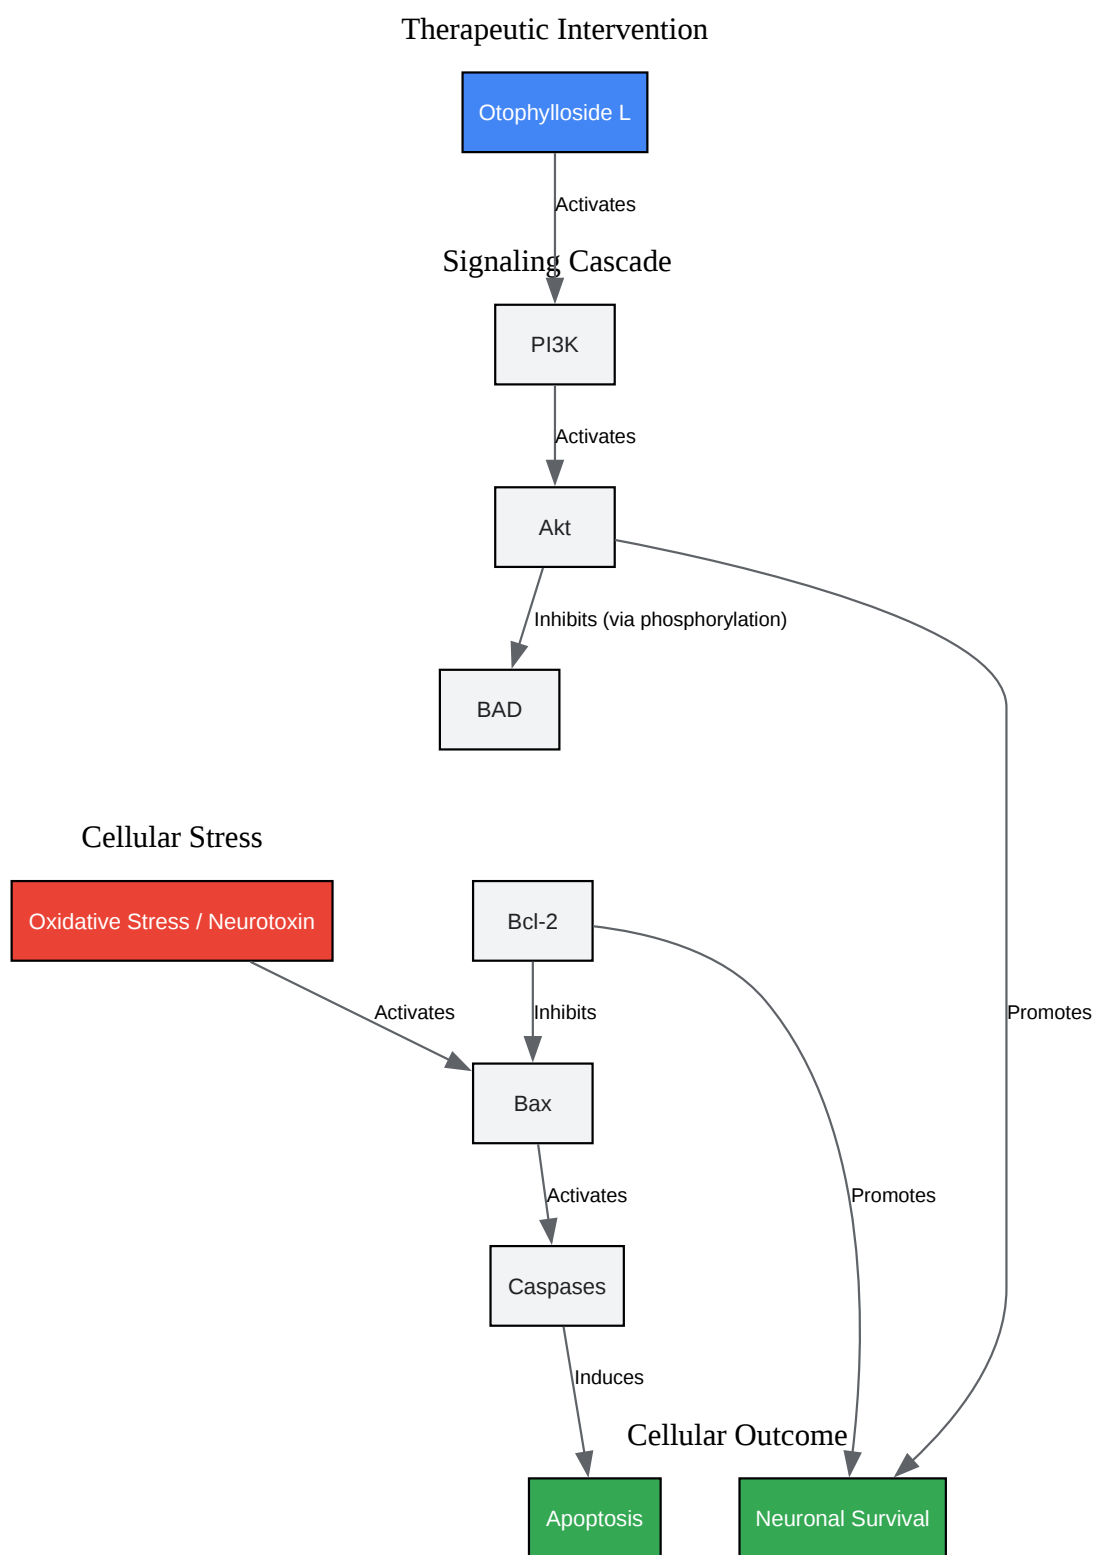 Therapeutic Intervention
Otophylloside L
Activates
Signaling Cascade
PI3K
Activates
Akt
Inhibits (via phosphorylation)
BAD
Cellular Stress
Oxidative Stress / Neurotoxin
Bcl-2
Activates
Inhibits
Promotes
Bax
Activates
Promotes
Caspases
Induces
Cellular Outcome
Apoptosis
Neuronal Survival